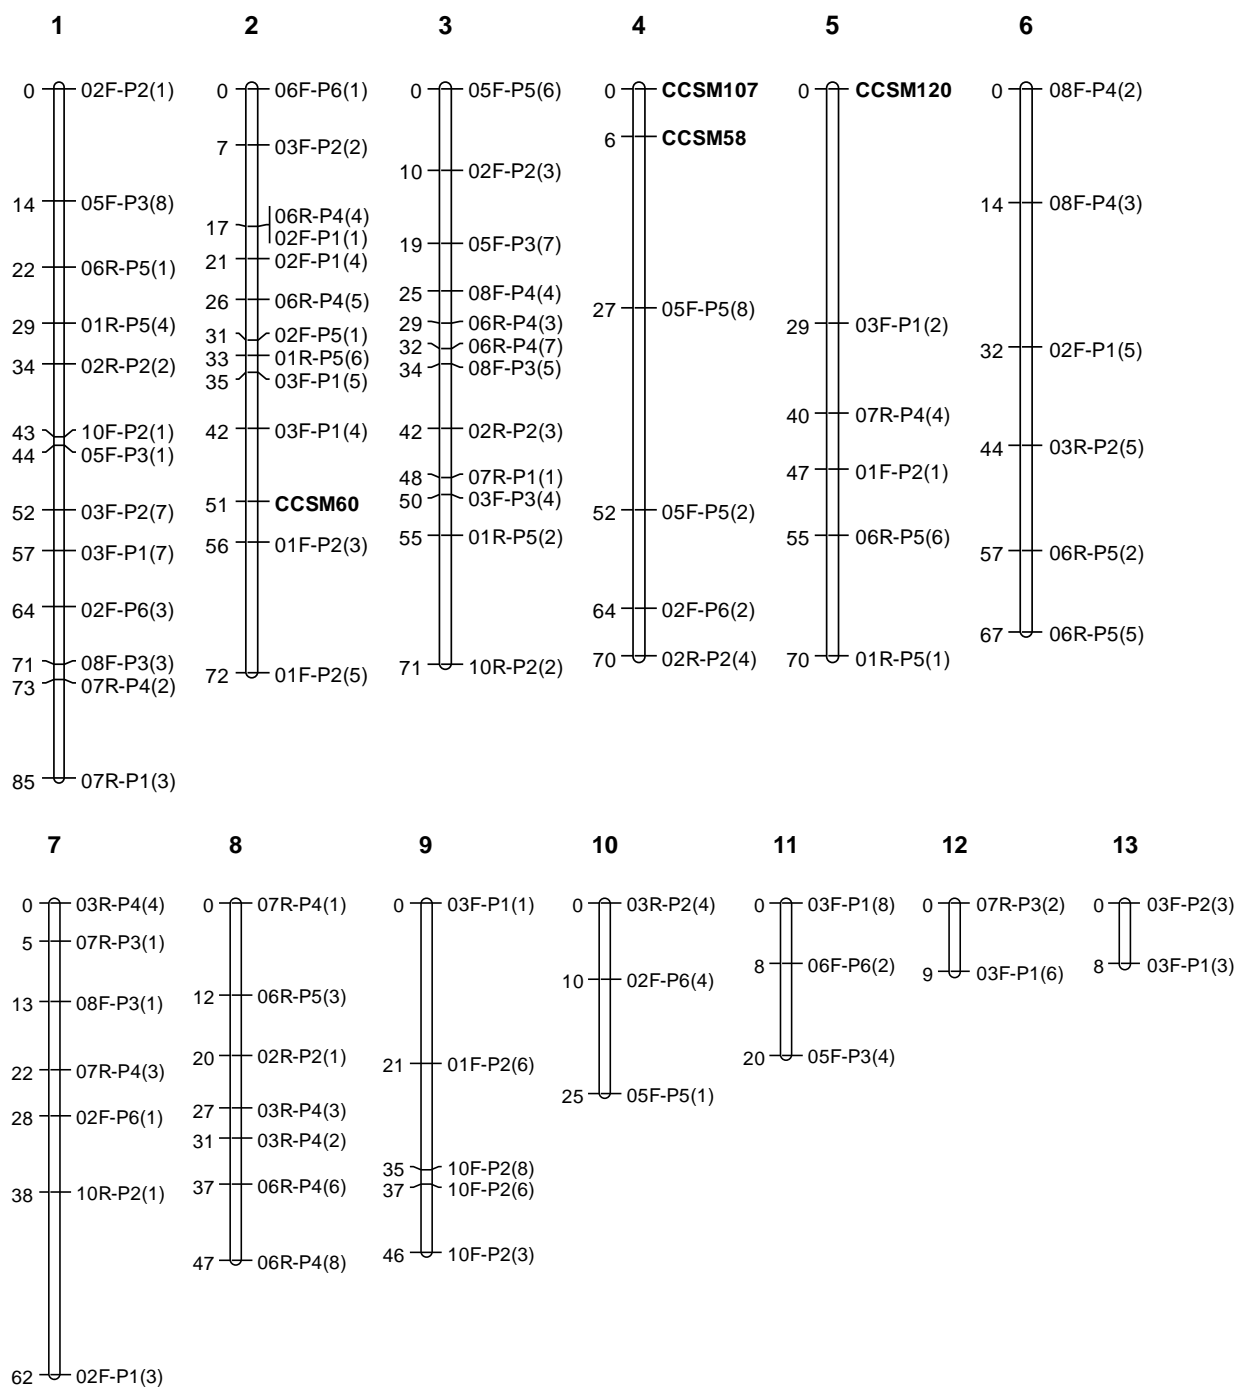 1
0 02F-P2(1)
14 05F-P3(8)
22 06R-P5(1)
29 01R-P5(4)
34 02R-P2(2)
43 10F-P2(1)
44 05F-P3(1)
52 03F-P2(7)
57 03F-P1(7)
64 02F-P6(3)
71 08F-P3(3)
73 07R-P4(2)
85 07R-P1(3)
2
0 06F-P6(1)
7 03F-P2(2)
17 06R-P4(4)
02F-P1(1)
21 02F-P1(4)
26 06R-P4(5)
31 02F-P5(1)
33 01R-P5(6)
35 03F-P1(5)
42 03F-P1(4)
51 CCSM60
56 01F-P2(3)
72 01F-P2(5)
3
0 05F-P5(6)
10 02F-P2(3)
19 05F-P3(7)
25 08F-P4(4)
29 06R-P4(3)
32 06R-P4(7)
34 08F-P3(5)
42 02R-P2(3)
48 07R-P1(1)
50 03F-P3(4)
55 01R-P5(2)
71 10R-P2(2)
4
0 CCSM107
6 CCSM58
27 05F-P5(8)
52 05F-P5(2)
64 02F-P6(2)
70 02R-P2(4)
5
0 CCSM120
29 03F-P1(2)
40 07R-P4(4)
47 01F-P2(1)
55 06R-P5(6)
70 01R-P5(1)
6
0 08F-P4(2)
14 08F-P4(3)
32 02F-P1(5)
44 03R-P2(5)
57 06R-P5(2)
67 06R-P5(5)
7
0 03R-P4(4)
5 07R-P3(1)
13 08F-P3(1)
22 07R-P4(3)
28 02F-P6(1)
38 10R-P2(1)
62 02F-P1(3)
8
0 07R-P4(1)
12 06R-P5(3)
20 02R-P2(1)
27 03R-P4(3)
31 03R-P4(2)
37 06R-P4(6)
47 06R-P4(8)
9
0 03F-P1(1)
21 01F-P2(6)
35 10F-P2(8)
37 10F-P2(6)
46 10F-P2(3)
10
0 03R-P2(4)
10 02F-P6(4)
25 05F-P5(1)
11
0 03F-P1(8)
8 06F-P6(2)
20 05F-P3(4)
12
0 07R-P3(2)
9 03F-P1(6)
13
0 03F-P2(3)
8 03F-P1(3)